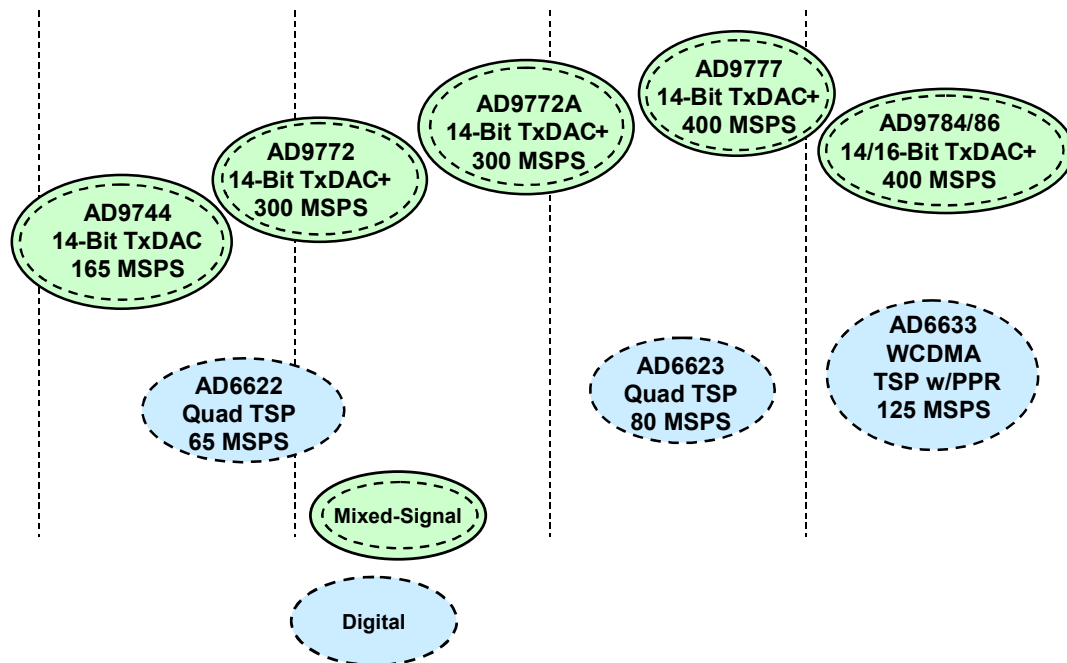 AD9744
14-Bit TxDAC
165 MSPS
AD9772
14-Bit TxDAC+
300 MSPS
AD9772A
14-Bit TxDAC+
300 MSPS
AD9777
14-Bit TxDAC+
400 MSPS
AD9784/86
14/16-Bit TxDAC+
400 MSPS
AD6622
Quad TSP
65 MSPS
AD6623
Quad TSP
80 MSPS
AD6633
WCDMA
TSP w/PPR
125 MSPS
Mixed-Signal
Digital